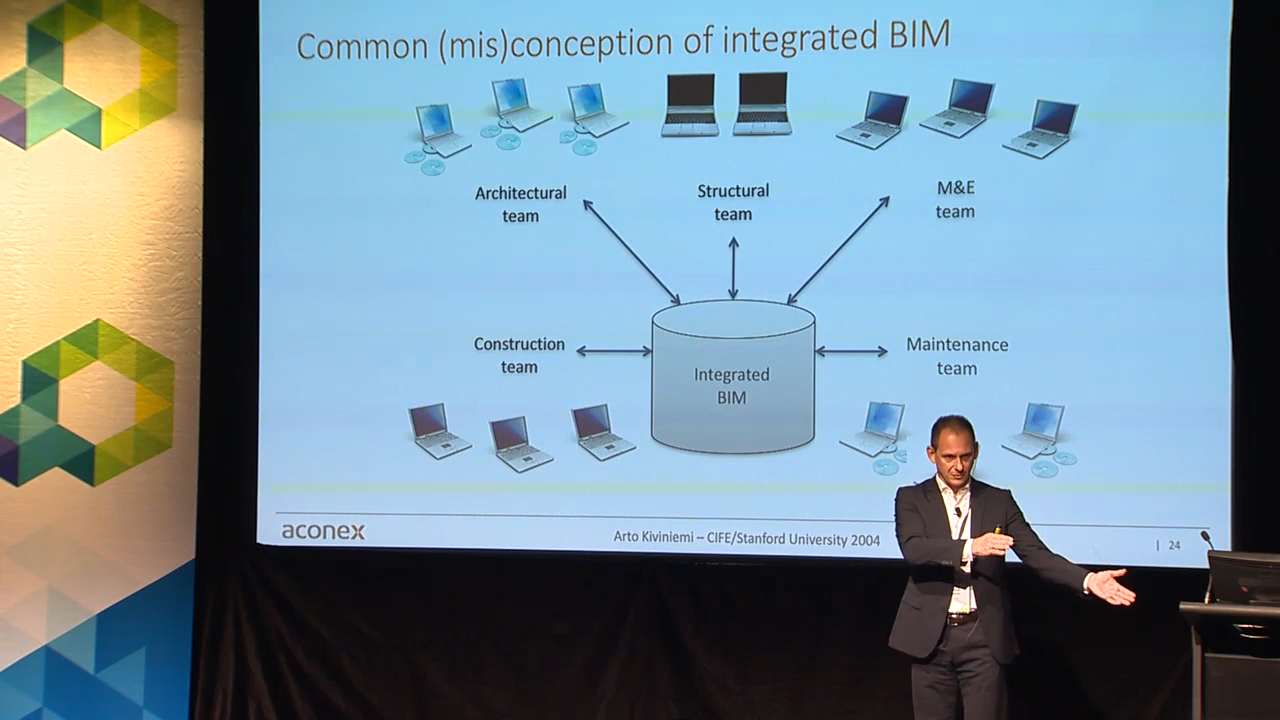 Common (mis)conception of integrated BIM
Architectural
team
Structural
team
M&E
team
Construction
team
Maintenance
team
Integrated
BIM
aconex
Arto Kiviniemi – CIFE/Stanford University 2004
| 24